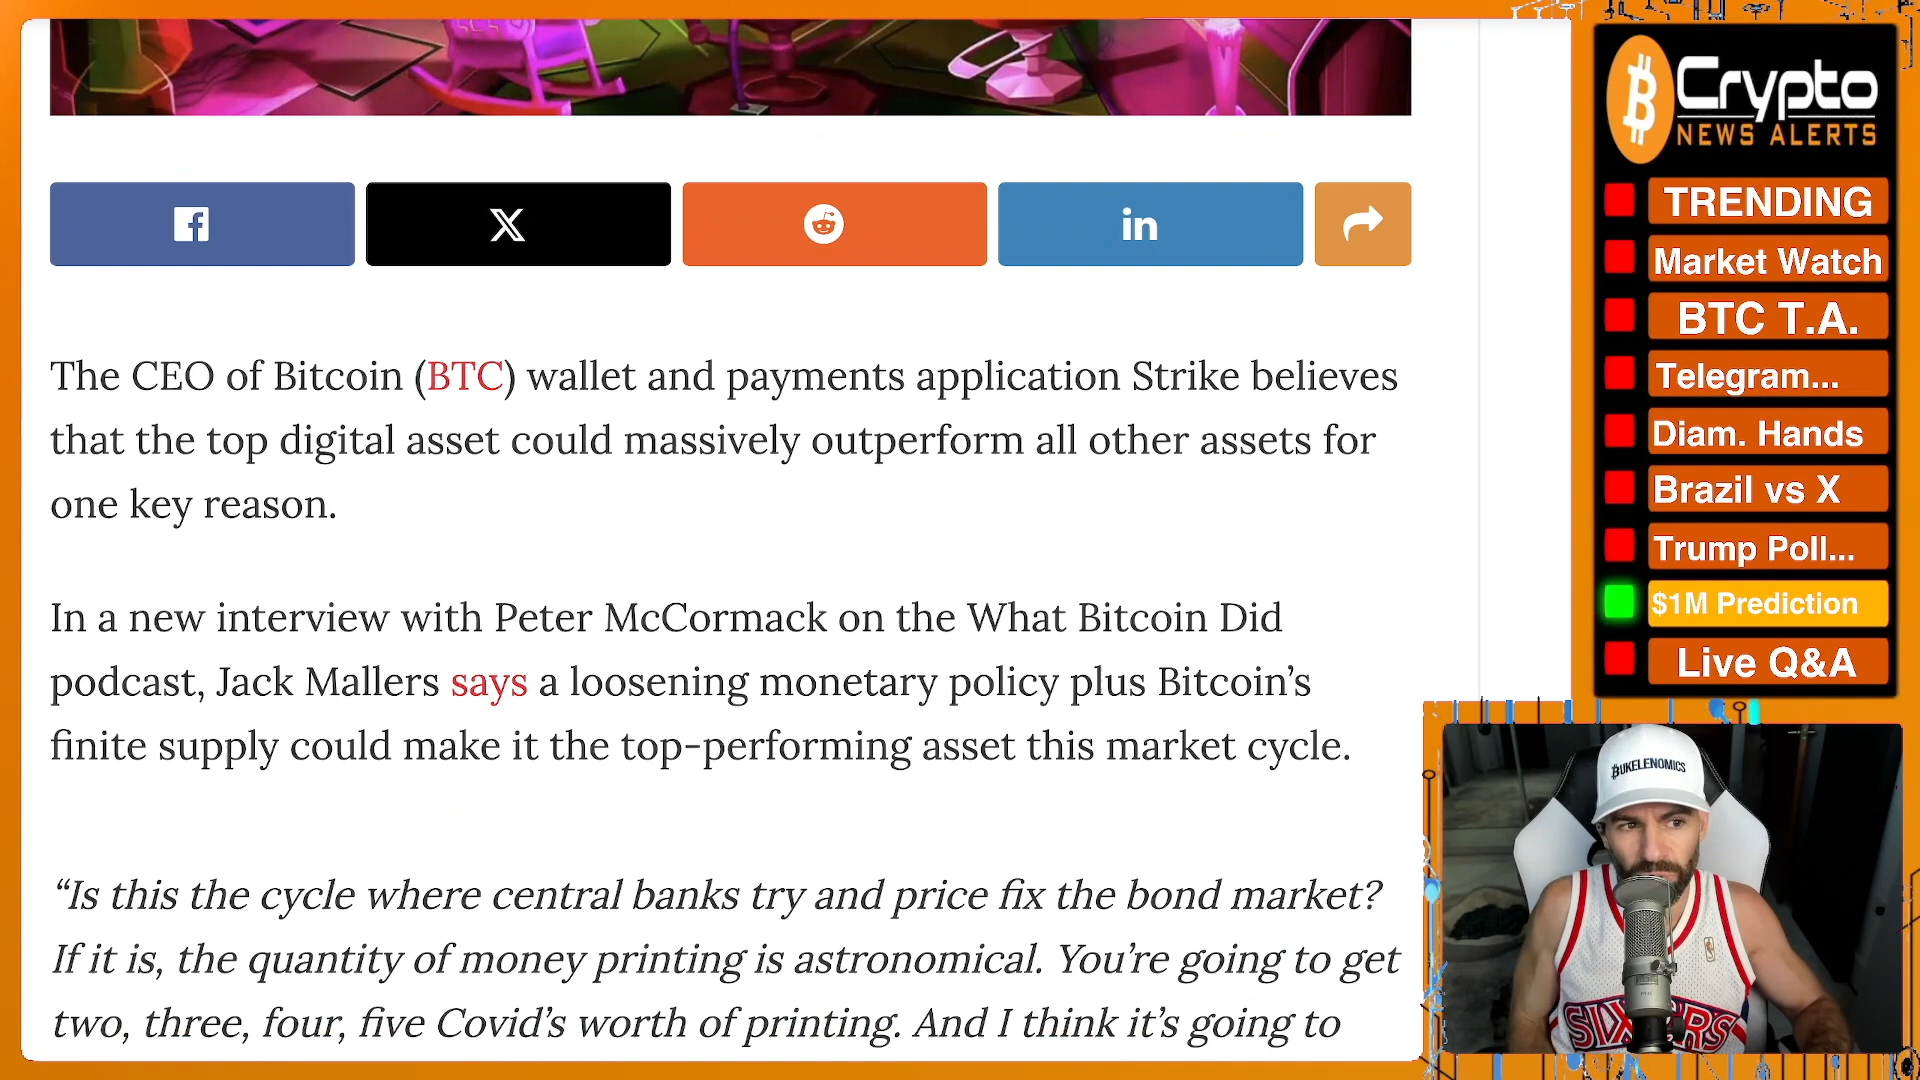 The CEO of Bitcoin (BTC) wallet and payments application Strike believes
that the top digital asset could massively outperform all other assets for
one key reason.
In a new interview with Peter McCormack on the What Bitcoin Did
podcast, Jack Mallers says a loosening monetary policy plus Bitcoin’s
finite supply could make it the top-performing asset this market cycle.
“Is this the cycle where central banks try and price fix the bond market?
If it is, the quantity of money printing is astronomical. You’re going to get
two, three, four, five Covid’s worth of printing. And I think it’s going to
Crypto
NEWS ALERTS
TRENDING
Market Watch
BTC T.A.
Telegram...
Diam. Hands
Brazil vs X
Trump Poll...
$1M Prediction
Live Q&A
BUKELENOMICS
SIXERS